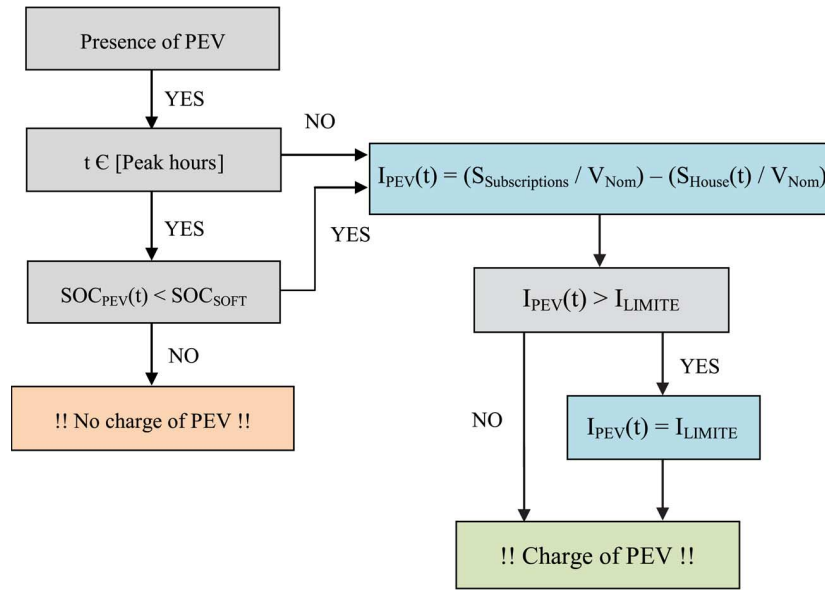 Presence of PEV
YES
NO
t Є [Peak hours]
I_PEV(t) = (S_Subscriptions / V_Nom) – (S_House(t) / V_Nom)
YES
YES
SOC_PEV(t) < SOC_SOFT
I_PEV(t) > I_LIMITE
NO
YES
!! No charge of PEV !!
NO
I_PEV(t) = I_LIMITE
!! Charge of PEV !!